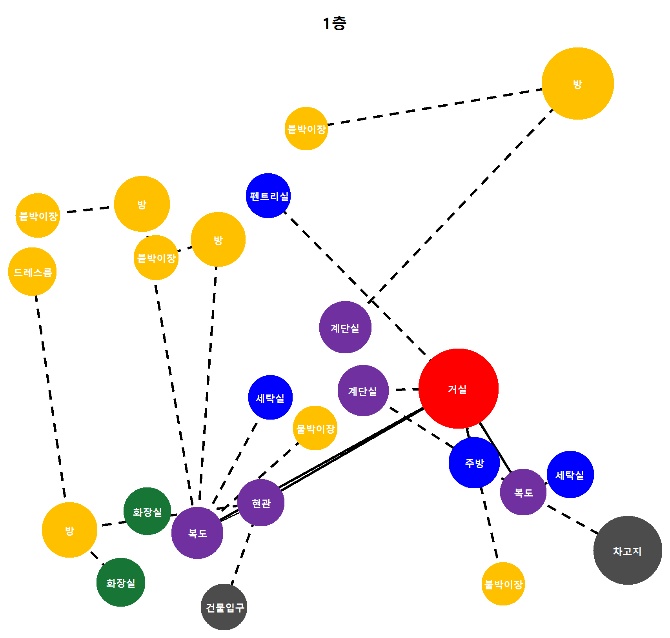 1층
방
붙박이장
펜트리실
방
붙박이장
방
붙박이장
드레스룸
계단실
거실
계단실
세탁실
붙박이장
주방
세탁실
복도
현관
화장실
복도
방
차고지
화장실
붙박이장
건물입구